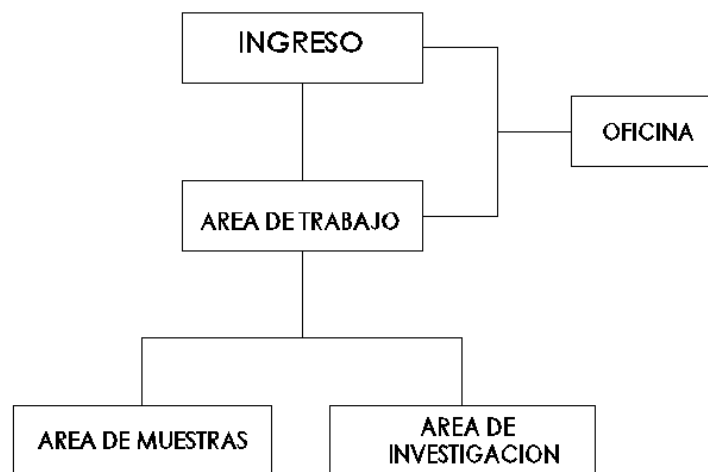 INGRESO
OFICINA
AREA DE TRABAJO
AREA DE MUESTRAS
AREA DE
INVESTIGACION